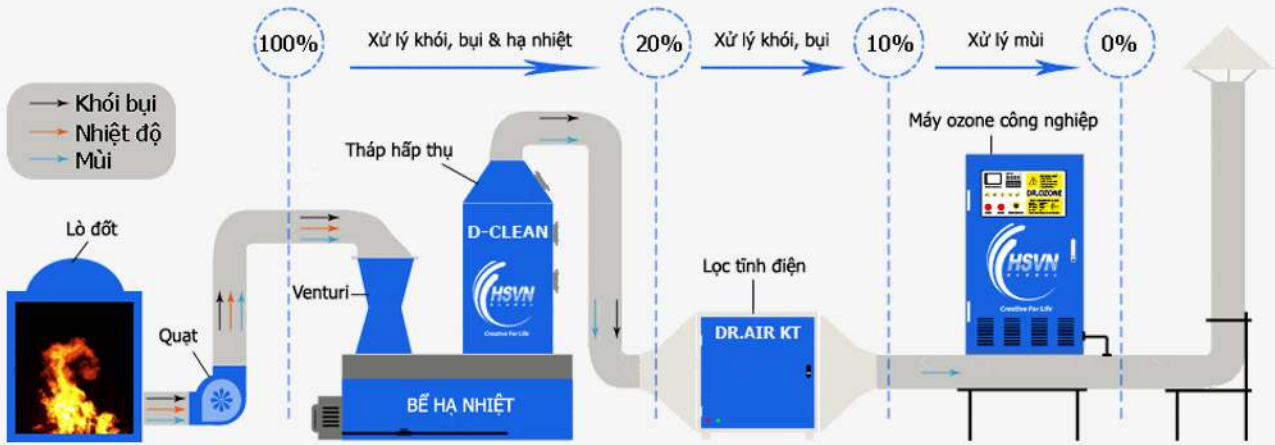 100%
Xử lý khói, bụi & hạ nhiệt
20%
Xử lý khói, bụi
10%
Xử lý mùi
0%
Khói bụi
Nhiệt độ
Mùi
Máy ozone công nghiệp
Tháp hấp thụ
Lò đốt
D-CLEAN
HSVN
Creative For Life
Venturi
Quạt
BỂ HẠ NHIỆT
Lọc tĩnh điện
DR.AIR KT
DR.OZONE
HSVN
GLOBAL
Creative For Life